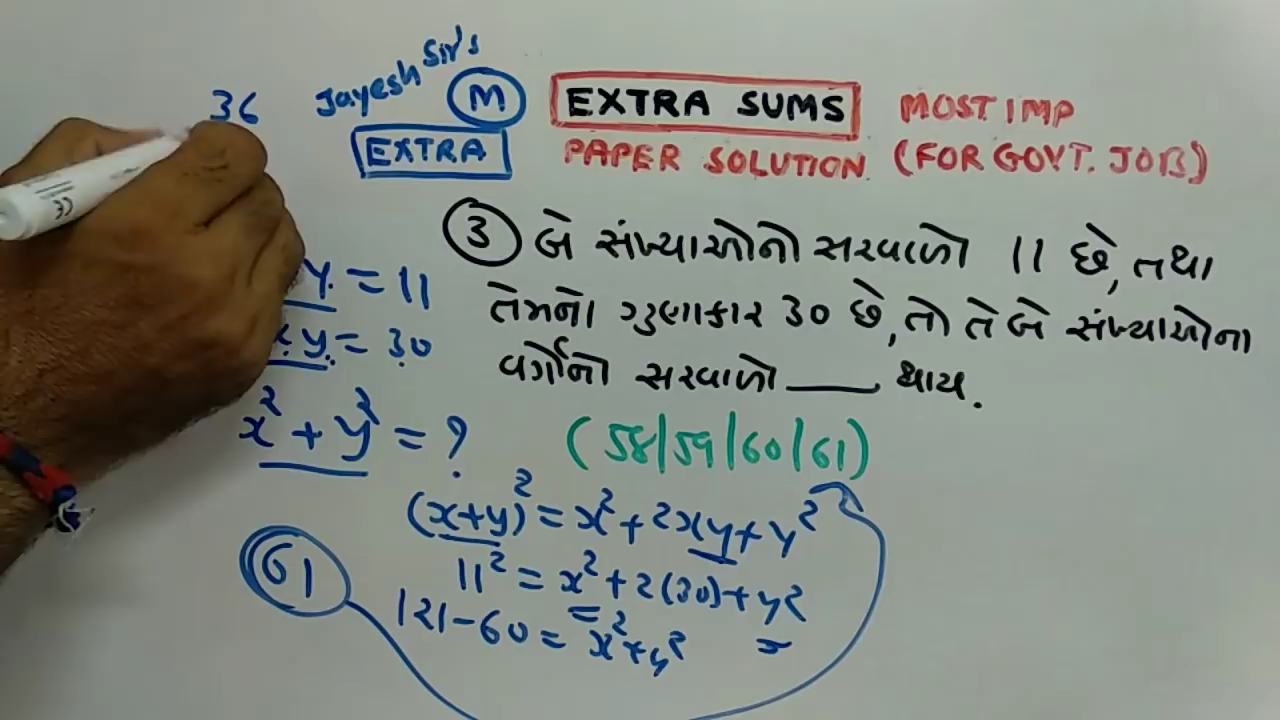 36 Jayesh Sir's M EXTRA SUMS MOST IMP
EXTRA PAPER SOLUTION (FOR GOVT. JOB)
③ બે સંખ્યાઓનો સરવાળો 11 છે, તથા
તેમનો ગુણાકાર 30 છે, તો તે બે સંખ્યાઓના
વર્ગોનો સરવાળો ____ થાય.
(58/59/60/61)
y = 11
x y = 30
x² + y² = ?
(x+y)² = x² + 2xy + y²
11² = x² + 2(30) + y²
121-60 = x² + y²
61